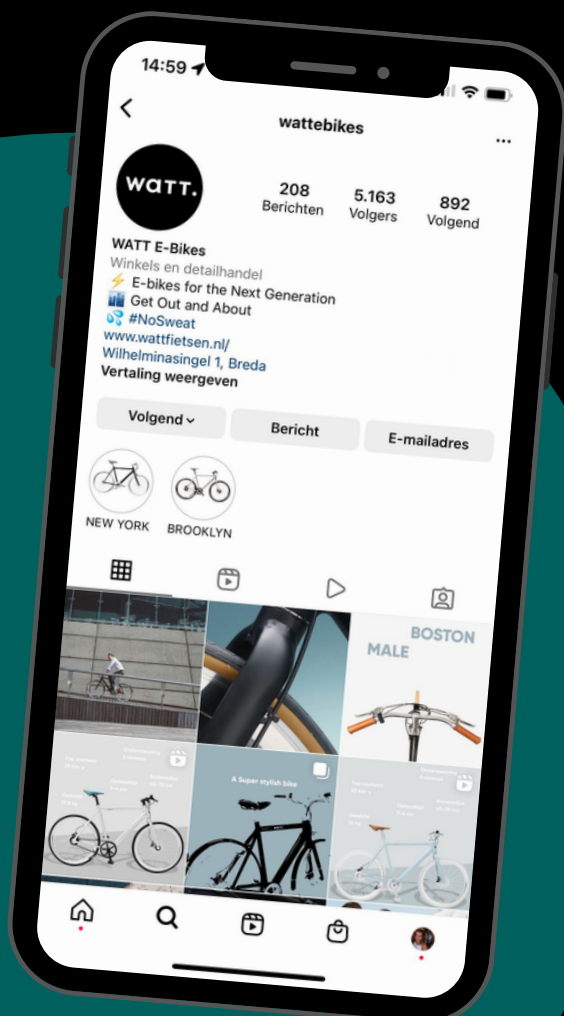 14:59
wattebikes
...
WATT.
208
Berichten
5.163
Volgers
892
Volgend
WATT E-Bikes
Winkels en detailhandel
⚡ E-bikes for the Next Generation
🏙️ Get Out and About
💦 #NoSweat
www.wattfietsen.nl/
Wilhelminasingel 1, Breda
Vertaling weergeven
Volgend
Bericht
E-mailadres
NEW YORK
BROOKLYN
BOSTON
MALE
A Super stylish bike